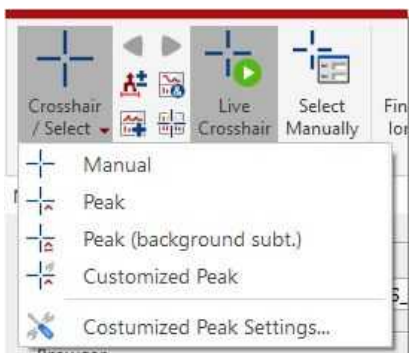 Crosshair
/ Select
Live
Crosshair
Select
Manually
Manual
Peak
Peak (background subt.)
Customized Peak
Costumized Peak Settings...